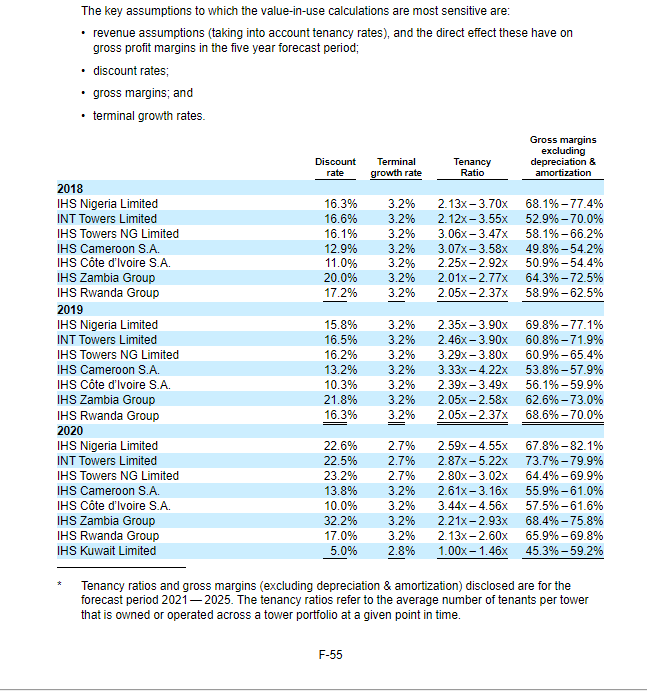 The key assumptions to which the value-in-use calculations are most sensitive are:
• revenue assumptions (taking into account tenancy rates), and the direct effect these have on
gross profit margins in the five year forecast period;
• discount rates;
• gross margins; and
• terminal growth rates.
Discount rate Terminal growth rate Tenancy Ratio Gross margins excluding depreciation & amortization
2018
IHS Nigeria Limited 16.3% 3.2% 2.13x – 3.70x 68.1% – 77.4%
INT Towers Limited 16.6% 3.2% 2.12x – 3.55x 52.9% – 70.0%
IHS Towers NG Limited 16.1% 3.2% 3.06x – 3.47x 58.1% – 66.2%
IHS Cameroon S.A. 12.9% 3.2% 3.07x – 3.58x 49.8% – 54.2%
IHS Côte d'Ivoire S.A. 11.0% 3.2% 2.25x – 2.92x 50.9% – 54.4%
IHS Zambia Group 20.0% 3.2% 2.01x – 2.77x 64.3% – 72.5%
IHS Rwanda Group 17.2% 3.2% 2.05x – 2.37x 58.9% – 62.5%
2019
IHS Nigeria Limited 15.8% 3.2% 2.35x – 3.90x 69.8% – 77.1%
INT Towers Limited 16.5% 3.2% 2.46x – 3.90x 60.8% – 71.9%
IHS Towers NG Limited 16.2% 3.2% 3.29x – 3.80x 60.9% – 65.4%
IHS Cameroon S.A. 13.2% 3.2% 3.33x – 4.22x 53.8% – 57.9%
IHS Côte d'Ivoire S.A. 10.3% 3.2% 2.39x – 3.49x 56.1% – 59.9%
IHS Zambia Group 21.8% 3.2% 2.05x – 2.58x 62.6% – 73.0%
IHS Rwanda Group 16.3% 3.2% 2.05x – 2.37x 68.6% – 70.0%
2020
IHS Nigeria Limited 22.6% 2.7% 2.59x – 4.55x 67.8% – 82.1%
INT Towers Limited 22.5% 2.7% 2.87x – 5.22x 73.7% – 79.9%
IHS Towers NG Limited 23.2% 2.7% 2.80x – 3.02x 64.4% – 69.9%
IHS Cameroon S.A. 13.8% 3.2% 2.61x – 3.16x 55.9% – 61.0%
IHS Côte d'Ivoire S.A. 10.0% 3.2% 3.44x – 4.56x 57.5% – 61.6%
IHS Zambia Group 32.2% 3.2% 2.21x – 2.93x 68.4% – 75.8%
IHS Rwanda Group 17.0% 3.2% 2.13x – 2.60x 65.9% – 69.8%
IHS Kuwait Limited 5.0% 2.8% 1.00x – 1.46x 45.3% – 59.2%
* Tenancy ratios and gross margins (excluding depreciation & amortization) disclosed are for the
forecast period 2021 — 2025. The tenancy ratios refer to the average number of tenants per tower
that is owned or operated across a tower portfolio at a given point in time.
F-55